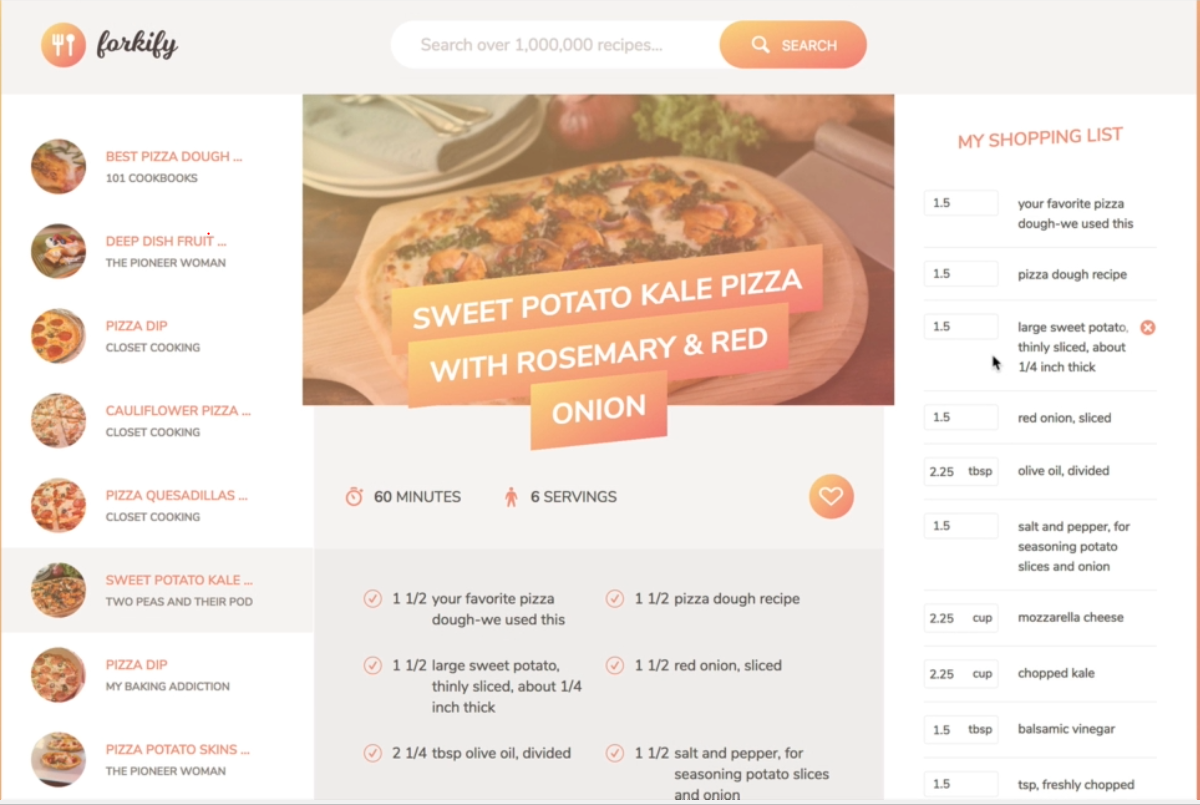 forkify
Search over 1,000,000 recipes...
SEARCH
BEST PIZZA DOUGH ...
101 COOKBOOKS
DEEP DISH FRUIT ...
THE PIONEER WOMAN
PIZZA DIP
CLOSET COOKING
CAULIFLOWER PIZZA ...
CLOSET COOKING
PIZZA QUESADILLAS ...
CLOSET COOKING
SWEET POTATO KALE ...
TWO PEAS AND THEIR POD
PIZZA DIP
MY BAKING ADDICTION
PIZZA POTATO SKINS ...
THE PIONEER WOMAN
SWEET POTATO KALE PIZZA
WITH ROSEMARY & RED
ONION
60 MINUTES
6 SERVINGS
1 1/2 your favorite pizza
dough-we used this
1 1/2 pizza dough recipe
1 1/2 large sweet potato,
thinly sliced, about 1/4
inch thick
1 1/2 red onion, sliced
2 1/4 tbsp olive oil, divided
1 1/2 salt and pepper, for
seasoning potato slices
and onion
MY SHOPPING LIST
1.5 your favorite pizza
dough-we used this
1.5 pizza dough recipe
1.5 large sweet potato,
thinly sliced, about
1/4 inch thick
1.5 red onion, sliced
2.25 tbsp olive oil, divided
1.5 salt and pepper, for
seasoning potato
slices and onion
2.25 cup mozzarella cheese
2.25 cup chopped kale
1.5 tbsp balsamic vinegar
1.5 tsp, freshly chopped